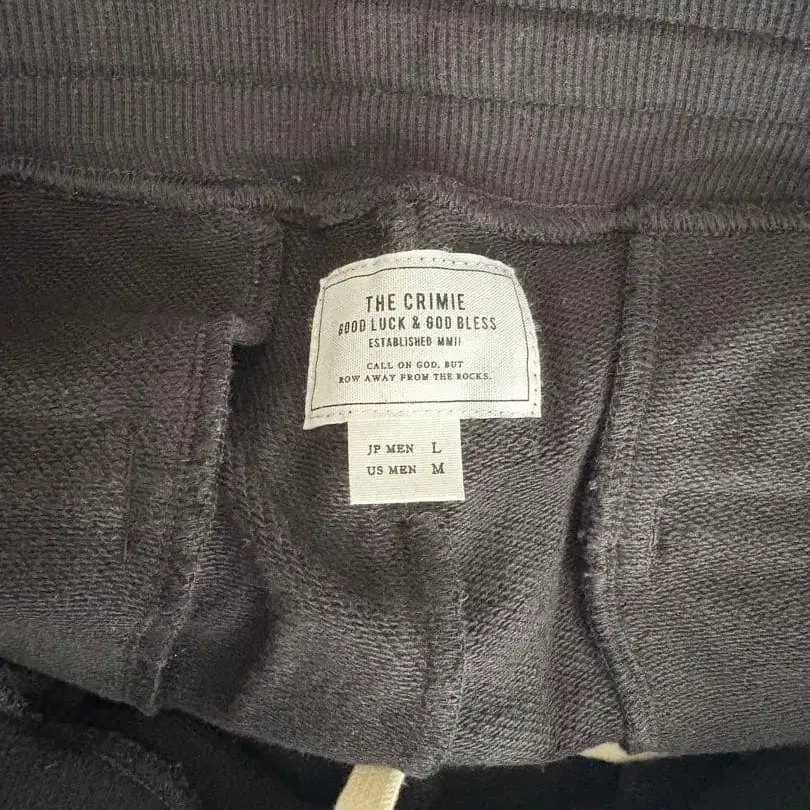 THE CRIMIE
GOOD LUCK & GOD BLESS
ESTABLISHED MMII
CALL ON GOD, BUT
ROW AWAY FROM THE ROCKS.
JP MEN L
US MEN M